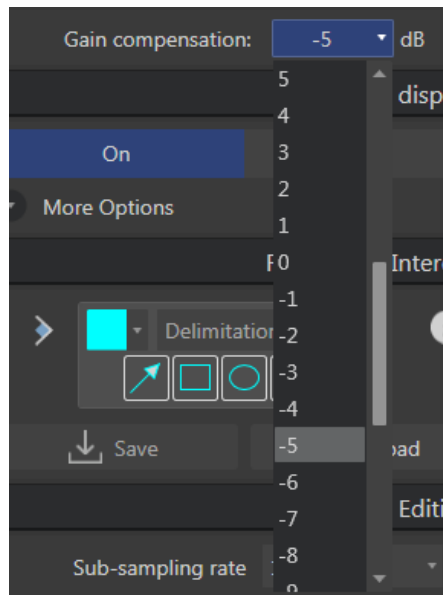 Gain compensation: -5 dB
5
disp
4
On
3
2
More Options
1
0
Inter
-1
Delimitation
-2
-3
-4
Save
-5
oad
-6
-7
Editi
-8
Sub-sampling rate
-9